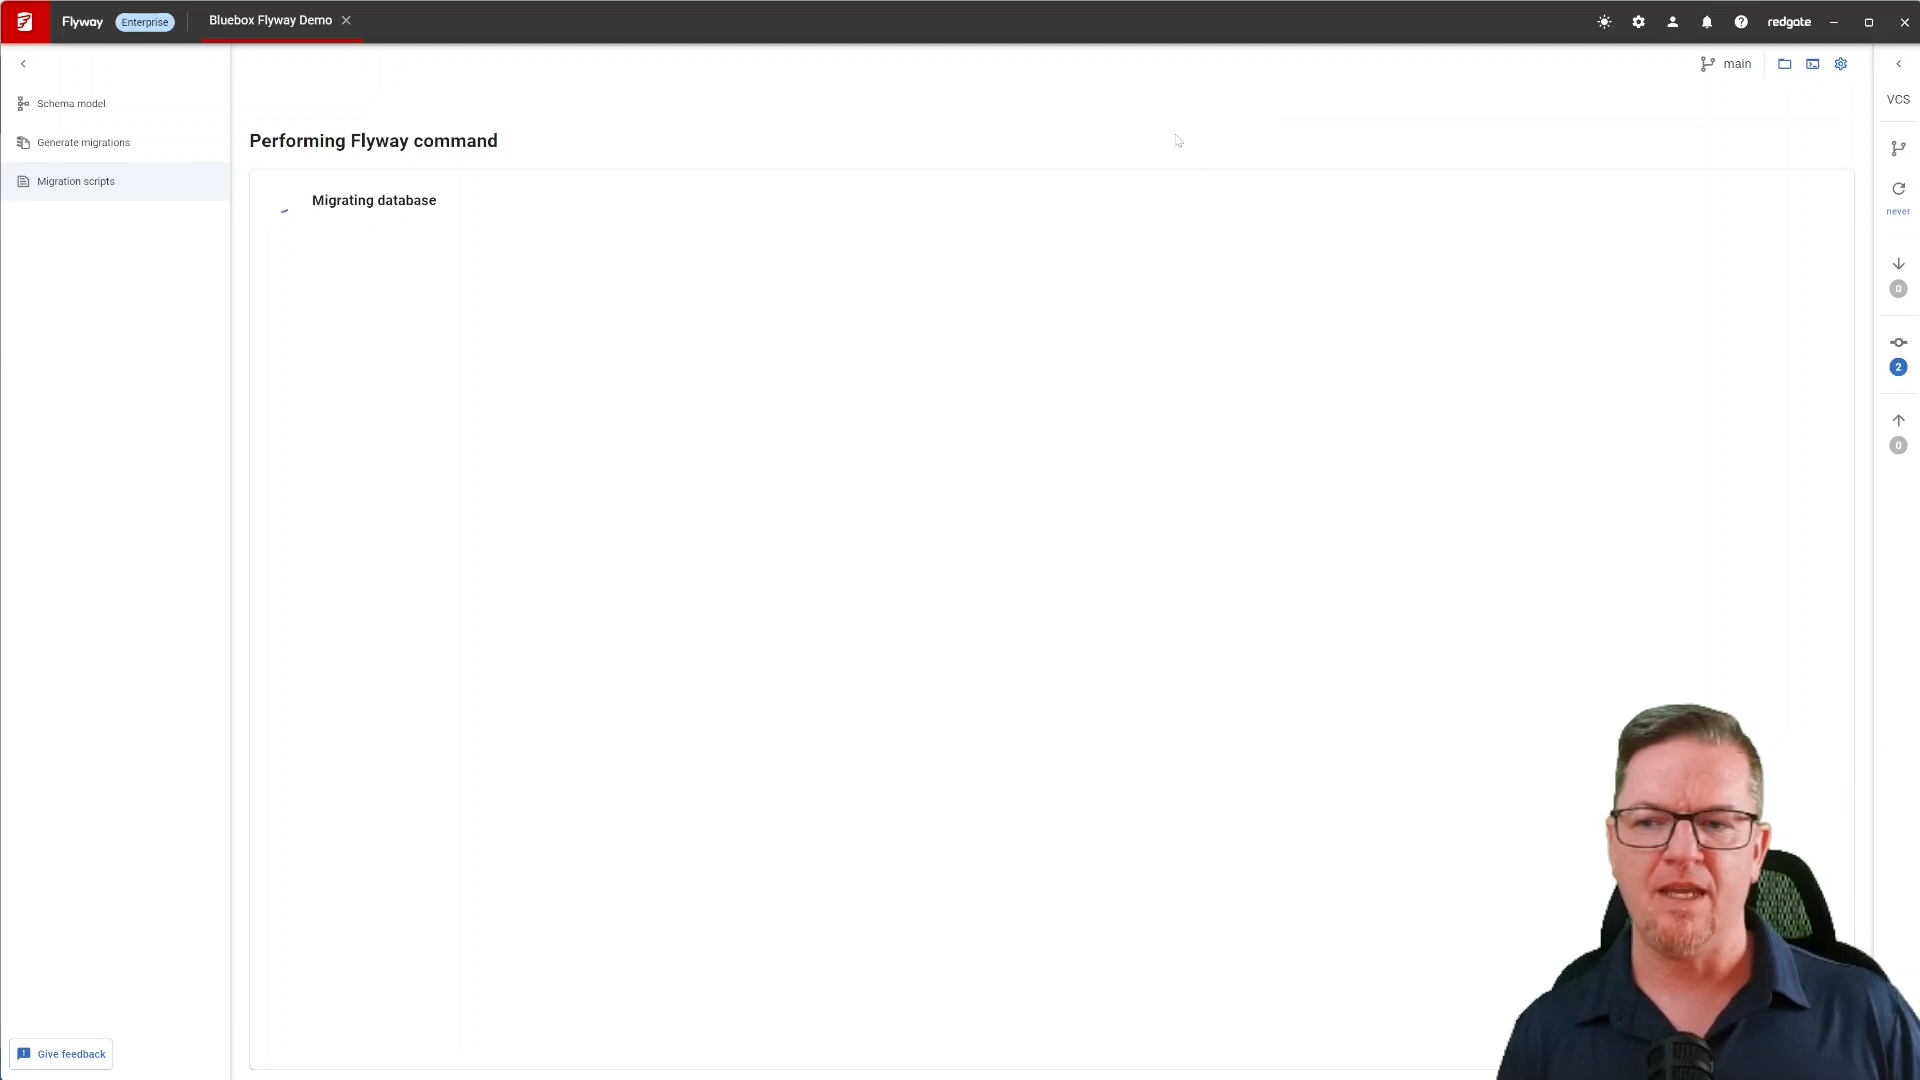 Flyway Enterprise Bluebox Flyway Demo redgate
main
VCS
Schema model
Generate migrations
Migration scripts
Performing Flyway command
Migrating database
never
0
2
0
Give feedback